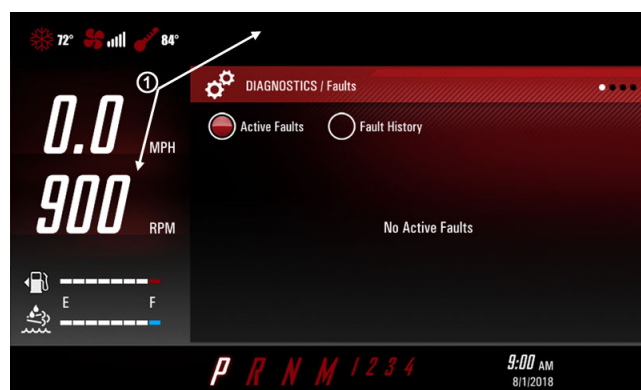 72° 84°
1
DIAGNOSTICS / Faults
Active Faults Fault History
0.0 MPH
900 RPM
No Active Faults
E F
P R N M 1 2 3 4
9:00 AM
8/1/2018